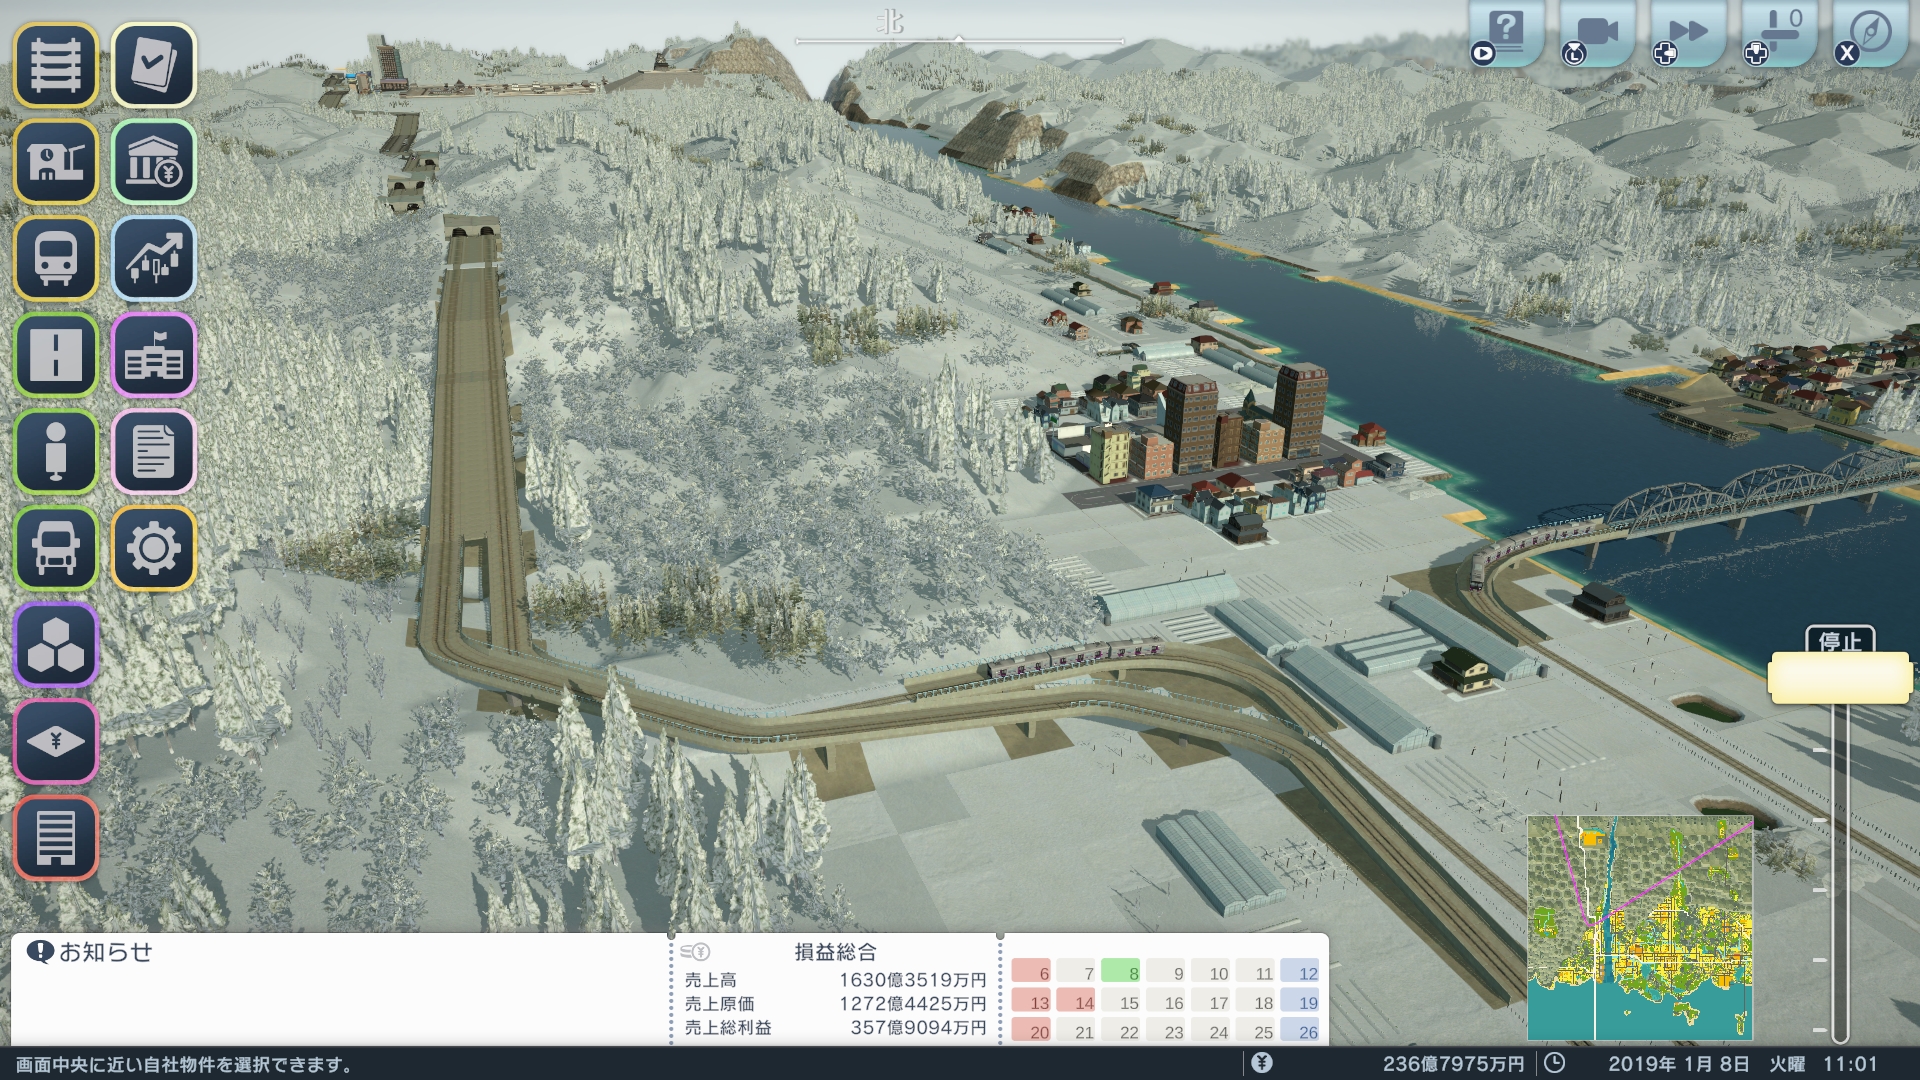 北
0
X
L
停止
お知らせ
損益総合
売上高 1630億3519万円
売上原価 1272億4425万円
売上総利益 357億9094万円
6 7 8 9 10 11 12
13 14 15 16 17 18 19
20 21 22 23 24 25 26
画面中央に近い自社物件を選択できます。
236億7975万円
2019年 1月 8日 火曜 11:01